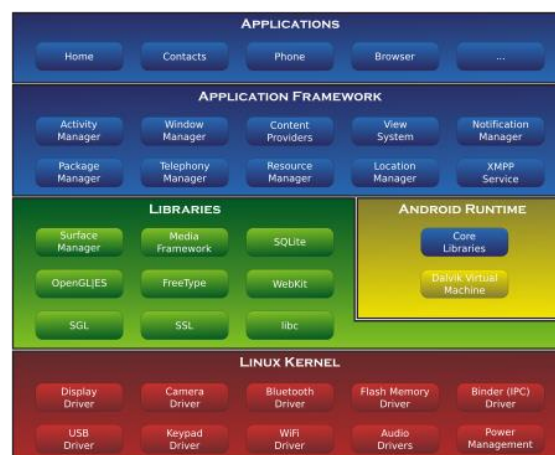 APPLICATIONS
Home
Contacts
Phone
Browser
...
APPLICATION FRAMEWORK
Activity
Manager
Window
Manager
Content
Providers
View
System
Notification
Manager
Package
Manager
Telephony
Manager
Resource
Manager
Location
Manager
XMPP
Service
LIBRARIES
Surface
Manager
Media
Framework
SQLite
OpenGL|ES
FreeType
WebKit
SGL
SSL
libc
ANDROID RUNTIME
Core
Libraries
Dalvik Virtual
Machine
LINUX KERNEL
Display
Driver
Camera
Driver
Bluetooth
Driver
Flash Memory
Driver
Binder (IPC)
Driver
USB
Driver
Keypad
Driver
WiFi
Driver
Audio
Drivers
Power
Management